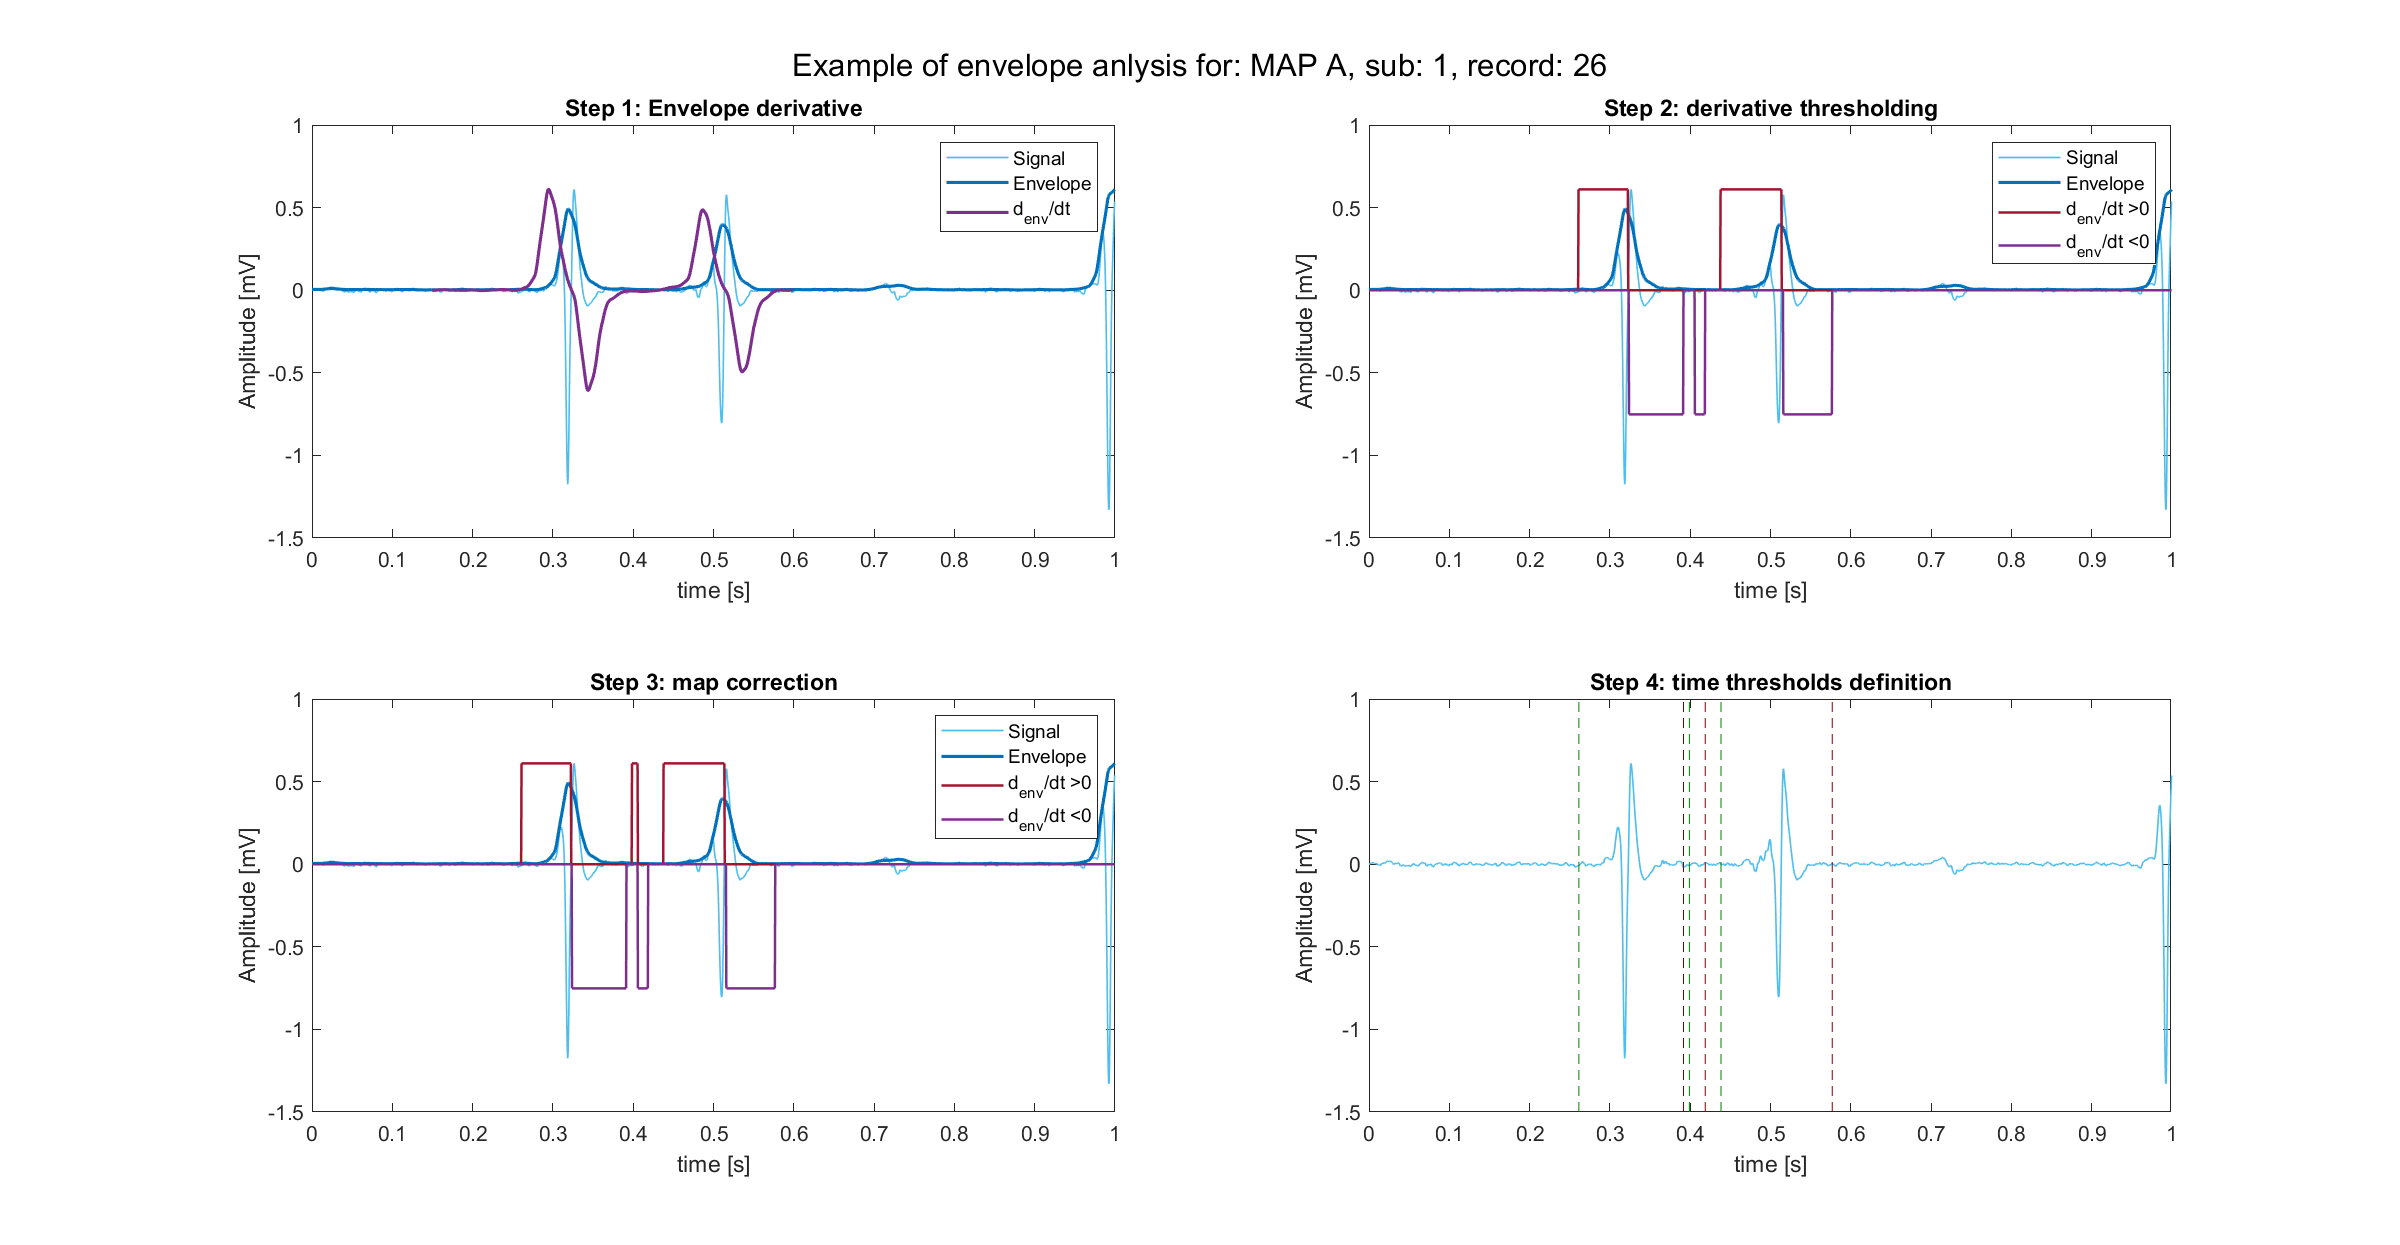 Example of envelope anlysis for: MAP A, sub: 1, record: 26
Step 1: Envelope derivative
1
0.5
0
-0.5
-1
-1.5
Amplitude [mV]
Signal
Envelope
d_env/dt
0 0.1 0.2 0.3 0.4 0.5 0.6 0.7 0.8 0.9 1
time [s]
Step 2: derivative thresholding
1
0.5
0
-0.5
-1
-1.5
Amplitude [mV]
Signal
Envelope
d_env/dt >0
d_env/dt <0
0 0.1 0.2 0.3 0.4 0.5 0.6 0.7 0.8 0.9 1
time [s]
Step 3: map correction
1
0.5
0
-0.5
-1
-1.5
Amplitude [mV]
Signal
Envelope
d_env/dt >0
d_env/dt <0
0 0.1 0.2 0.3 0.4 0.5 0.6 0.7 0.8 0.9 1
time [s]
Step 4: time thresholds definition
1
0.5
0
-0.5
-1
-1.5
Amplitude [mV]
0 0.1 0.2 0.3 0.4 0.5 0.6 0.7 0.8 0.9 1
time [s]